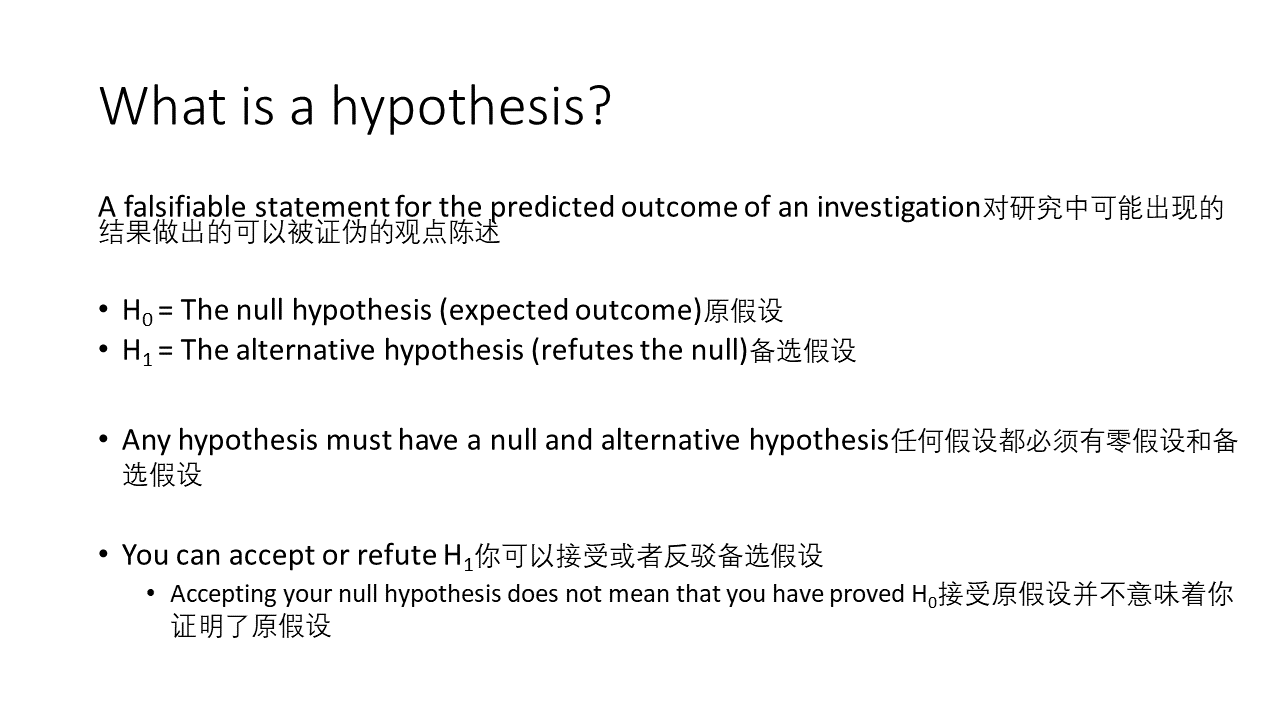 What is a hypothesis?
A falsifiable statement for the predicted outcome of an investigation对研究中可能出现的
结果做出的可以被证伪的观点陈述
• H₀ = The null hypothesis (expected outcome)原假设
• H₁ = The alternative hypothesis (refutes the null)备选假设
• Any hypothesis must have a null and alternative hypothesis任何假设都必须有零假设和备
选假设
• You can accept or refute H₁你可以接受或者反驳备选假设
• Accepting your null hypothesis does not mean that you have proved H₀接受原假设并不意味着你
证明了原假设